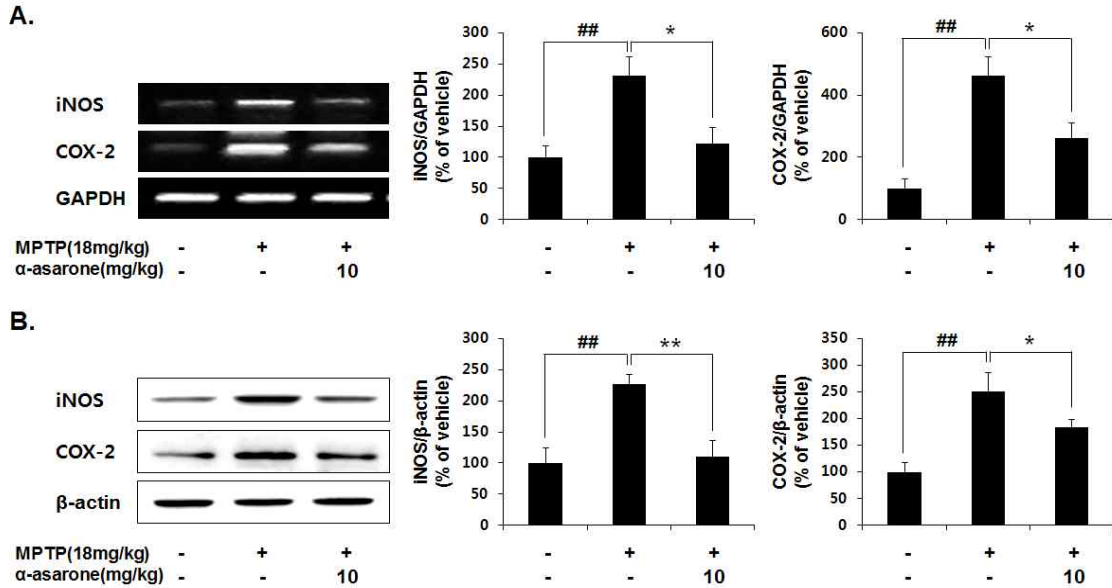 A.
iNOS
COX-2
GAPDH
MPTP(18mg/kg) - + +
α-asarone(mg/kg) - - 10
iNOS/GAPDH
(% of vehicle)
300
250
200
150
100
50
0
## *
- + +
- - 10
COX-2/GAPDH
(% of vehicle)
600
400
200
0
## *
- + +
- - 10
B.
iNOS
COX-2
β-actin
MPTP(18mg/kg) - + +
α-asarone(mg/kg) - - 10
iNOS/β-actin
(% of vehicle)
300
250
200
150
100
50
0
## **
- + +
- - 10
COX-2/β-actin
(% of vehicle)
350
300
250
200
150
100
50
0
## *
- + +
- - 10